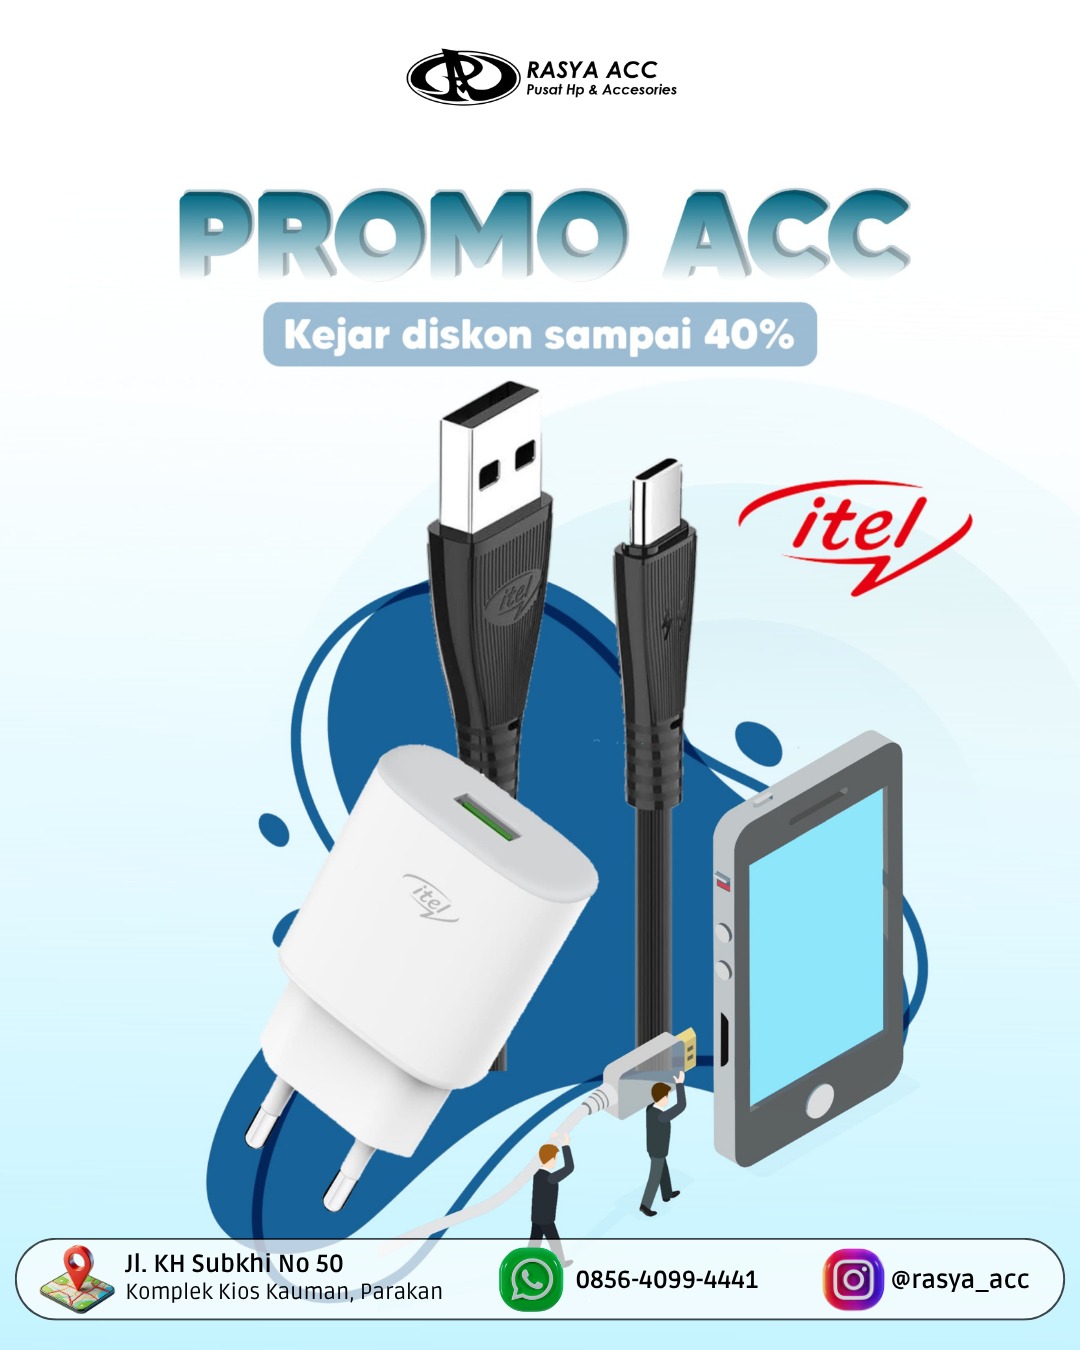 RASYA ACC
Pusat Hp & Accesories
PROMO ACC
Kejar diskon sampai 40%
itel
itel
itel
Jl. KH Subkhi No 50
Komplek Kios Kauman, Parakan
0856-4099-4441
@rasya_acc